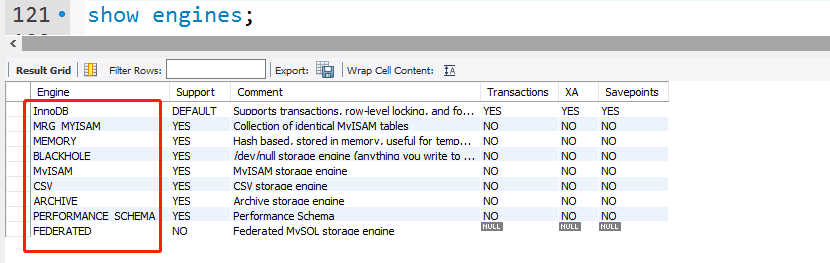 121 show engines;
Result Grid Filter Rows: Export: Wrap Cell Content:
Engine Support Comment Transactions XA Savepoints
InnoDB DEFAULT Supports transactions, row-level locking, and fo... YES YES YES
MRG_MYISAM YES Collection of identical MyISAM tables NO NO NO
MEMORY YES Hash based, stored in memory, useful for temp... NO NO NO
BLACKHOLE YES /dev/null storage engine (anything you write to ... NO NO NO
MyISAM YES MyISAM storage engine NO NO NO
CSV YES CSV storage engine NO NO NO
ARCHIVE YES Archive storage engine NO NO NO
PERFORMANCE_SCHEMA YES Performance Schema NO NO NO
FEDERATED NO Federated MySQL storage engine NULL NULL NULL